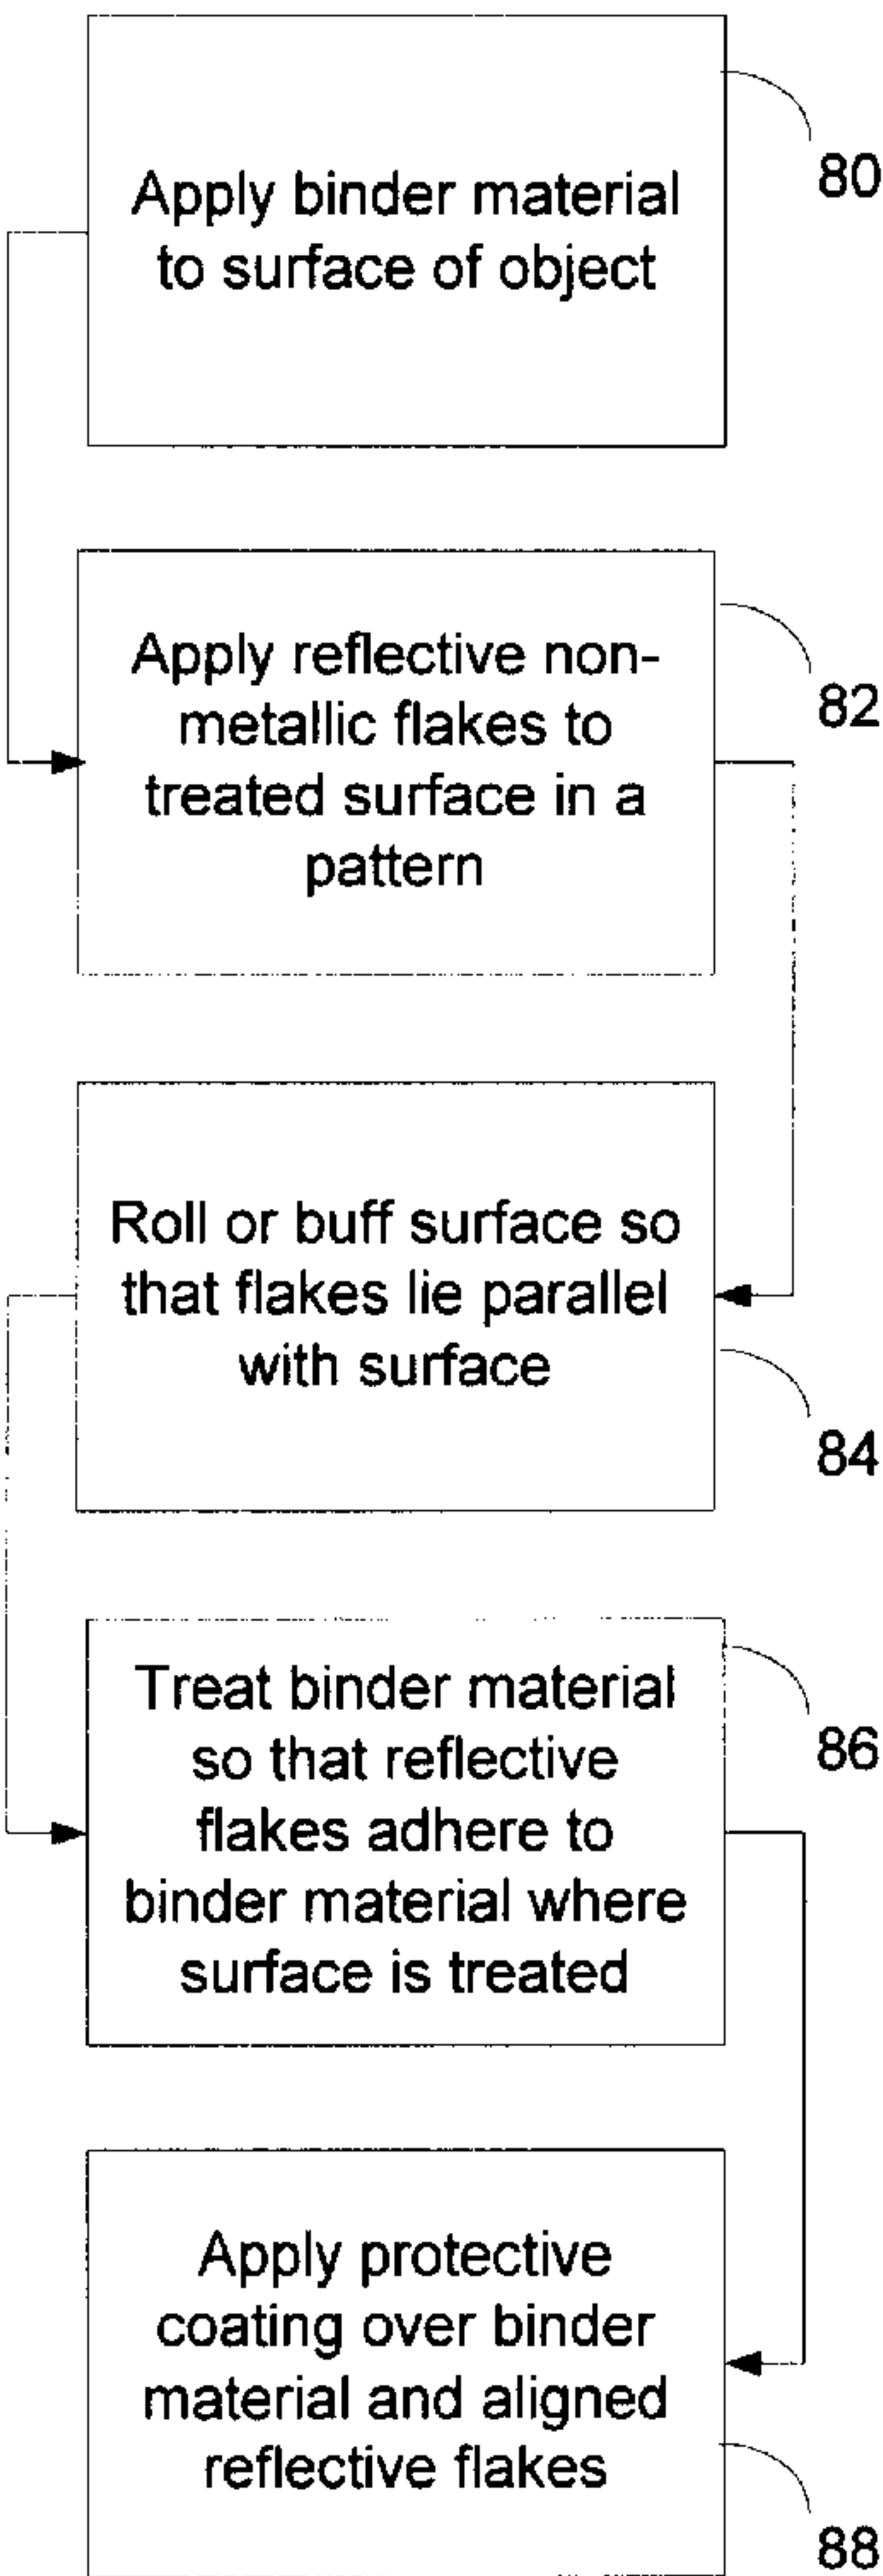 Apply binder material
to surface of object
80
Apply reflective non-
metallic flakes to
treated surface in a
pattern
82
Roll or buff surface so
that flakes lie parallel
with surface
84
Treat binder material
so that reflective
flakes adhere to
binder material where
surface is treated
86
Apply protective
coating over binder
material and aligned
reflective flakes
88